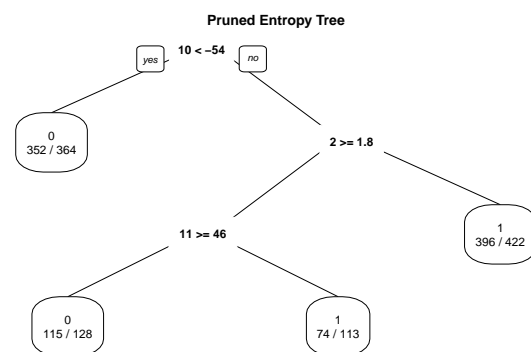 Pruned Entropy Tree
10 < −54
yes
no
0
352 / 364
2 >= 1.8
11 >= 46
1
396 / 422
0
115 / 128
1
74 / 113